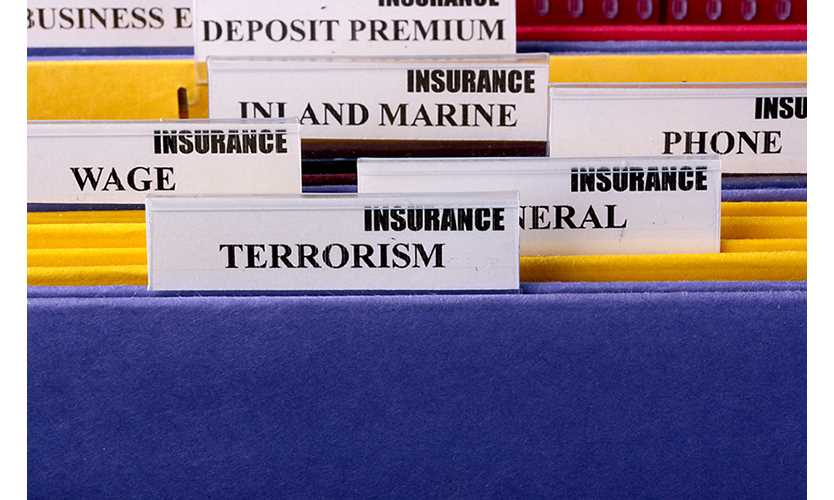 INSURANCE
BUSINESS E
DEPOSIT PREMIUM
INSURANCE
INLAND MARINE
INSU
PHONE
INSURANCE
WAGE
INSURANCE
NERAL
INSURANCE
TERRORISM